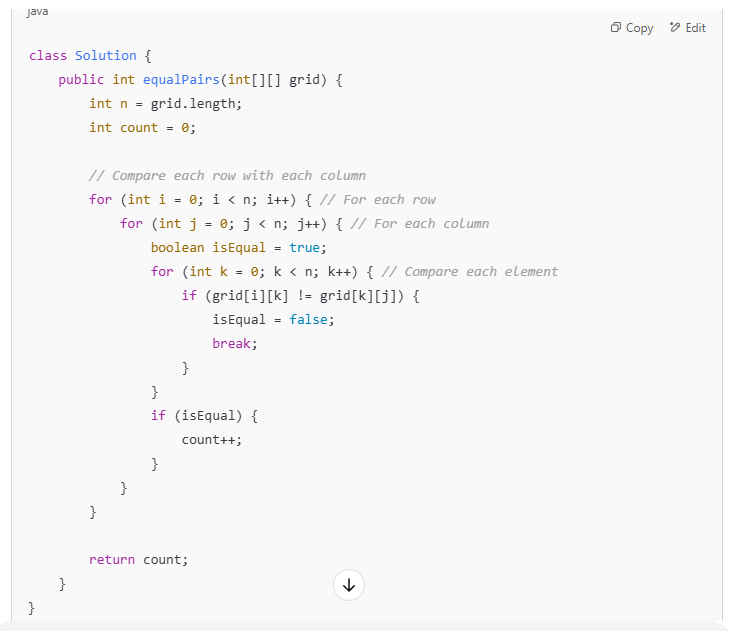 java
Copy Edit
class Solution {
    public int equalPairs(int[][] grid) {
        int n = grid.length;
        int count = 0;

        // Compare each row with each column
        for (int i = 0; i < n; i++) { // For each row
            for (int j = 0; j < n; j++) { // For each column
                boolean isEqual = true;
                for (int k = 0; k < n; k++) { // Compare each element
                    if (grid[i][k] != grid[k][j]) {
                        isEqual = false;
                        break;
                    }
                }
                if (isEqual) {
                    count++;
                }
            }
        }

        return count;
    }
}